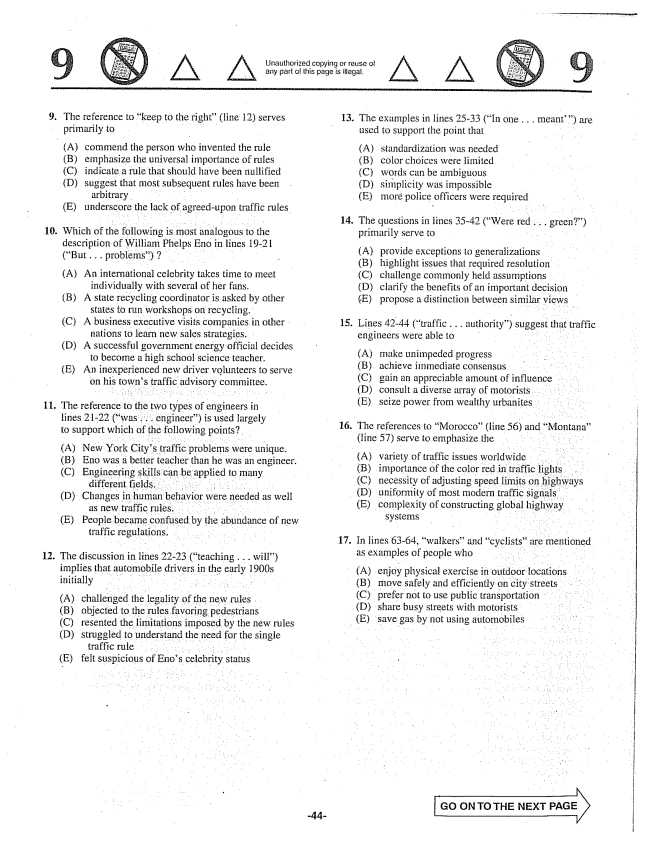 9
Unauthorized copying or reuse of
any part of this page is illegal.
9
9. The reference to "keep to the right" (line 12) serves
primarily to
(A) commend the person who invented the rule
(B) emphasize the universal importance of rules
(C) indicate a rule that should have been nullified
(D) suggest that most subsequent rules have been
arbitrary
(E) underscore the lack of agreed-upon traffic rules
10. Which of the following is most analogous to the
description of William Phelps Eno in lines 19-21
("But . . . problems") ?
(A) An international celebrity takes time to meet
individually with several of her fans.
(B) A state recycling coordinator is asked by other
states to run workshops on recycling.
(C) A business executive visits companies in other
nations to learn new sales strategies.
(D) A successful government energy official decides
to become a high school science teacher.
(E) An inexperienced new driver volunteers to serve
on his town's traffic advisory committee.
11. The reference to the two types of engineers in
lines 21-22 ("was . . . engineer") is used largely
to support which of the following points?
(A) New York City's traffic problems were unique.
(B) Eno was a better teacher than he was an engineer.
(C) Engineering skills can be applied to many
different fields.
(D) Changes in human behavior were needed as well
as new traffic rules.
(E) People became confused by the abundance of new
traffic regulations.
12. The discussion in lines 22-23 ("teaching . . . will")
implies that automobile drivers in the early 1900s
initially
(A) challenged the legality of the new rules
(B) objected to the rules favoring pedestrians
(C) resented the limitations imposed by the new rules
(D) struggled to understand the need for the single
traffic rule
(E) felt suspicious of Eno's celebrity status
13. The examples in lines 25-33 ("In one . . . meant'") are
used to support the point that
(A) standardization was needed
(B) color choices were limited
(C) words can be ambiguous
(D) simplicity was impossible
(E) more police officers were required
14. The questions in lines 35-42 ("Were red . . . green?")
primarily serve to
(A) provide exceptions to generalizations
(B) highlight issues that required resolution
(C) challenge commonly held assumptions
(D) clarify the benefits of an important decision
(E) propose a distinction between similar views
15. Lines 42-44 ("traffic . . . authority") suggest that traffic
engineers were able to
(A) make unimpeded progress
(B) achieve immediate consensus
(C) gain an appreciable amount of influence
(D) consult a diverse array of motorists
(E) seize power from wealthy urbanites
16. The references to "Morocco" (line 56) and "Montana"
(line 57) serve to emphasize the
(A) variety of traffic issues worldwide
(B) importance of the color red in traffic lights
(C) necessity of adjusting speed limits on highways
(D) uniformity of most modern traffic signals
(E) complexity of constructing global highway
systems
17. In lines 63-64, "walkers" and "cyclists" are mentioned
as examples of people who
(A) enjoy physical exercise in outdoor locations
(B) move safely and efficiently on city streets
(C) prefer not to use public transportation
(D) share busy streets with motorists
(E) save gas by not using automobiles
-44-
GO ON TO THE NEXT PAGE